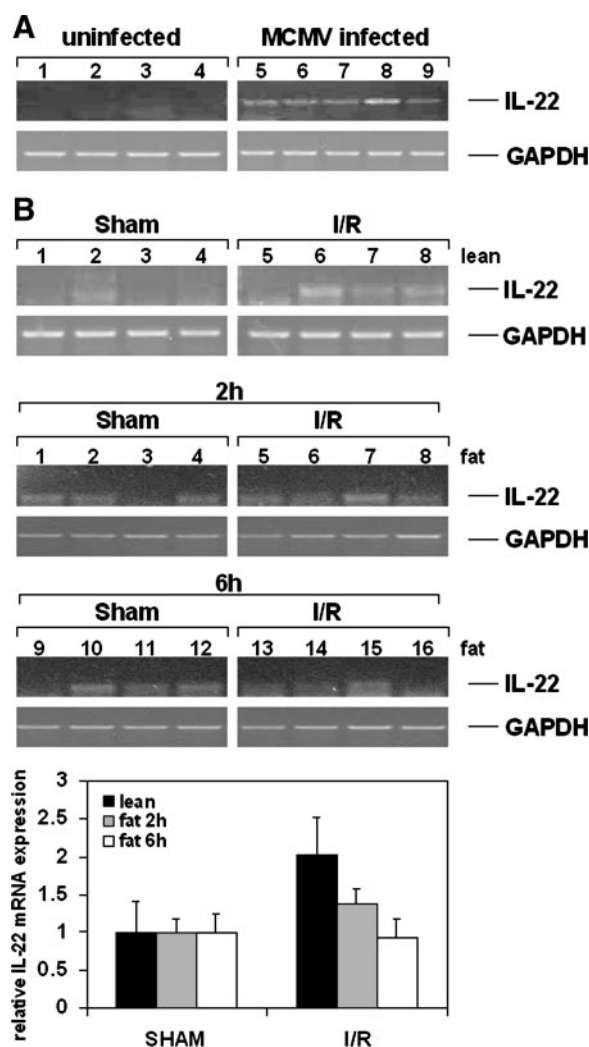 A
uninfected MCMV infected
1 2 3 4 5 6 7 8 9
IL-22
GAPDH
B
Sham I/R
1 2 3 4 5 6 7 8 lean
IL-22
GAPDH
2h
Sham I/R
1 2 3 4 5 6 7 8 fat
IL-22
GAPDH
6h
Sham I/R
9 10 11 12 13 14 15 16 fat
IL-22
GAPDH
relative IL-22 mRNA expression
3
2.5
2
1.5
1
0.5
0
lean
fat 2h
fat 6h
SHAM I/R